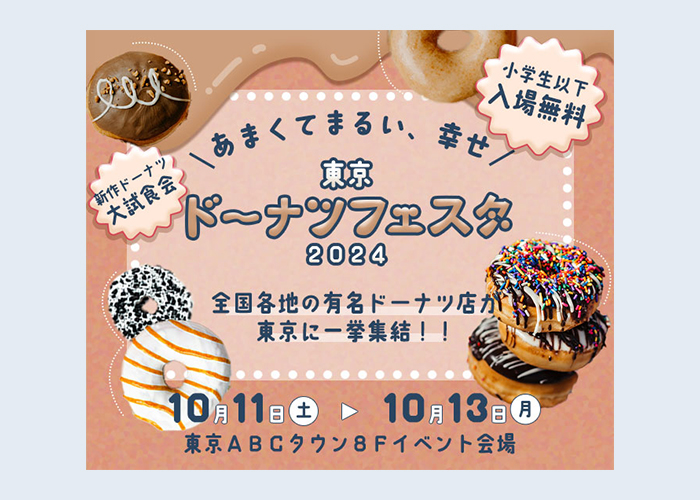 小学生以下
入場無料
あまくてまるい、幸せ
新作ドーナツ
大試食会
東京
ドーナツフェスタ
2024
全国各地の有名ドーナツ店が
東京に一挙集結！！
10月11日土 ▷ 10月13日月
東京ABCタウン8Fイベント会場